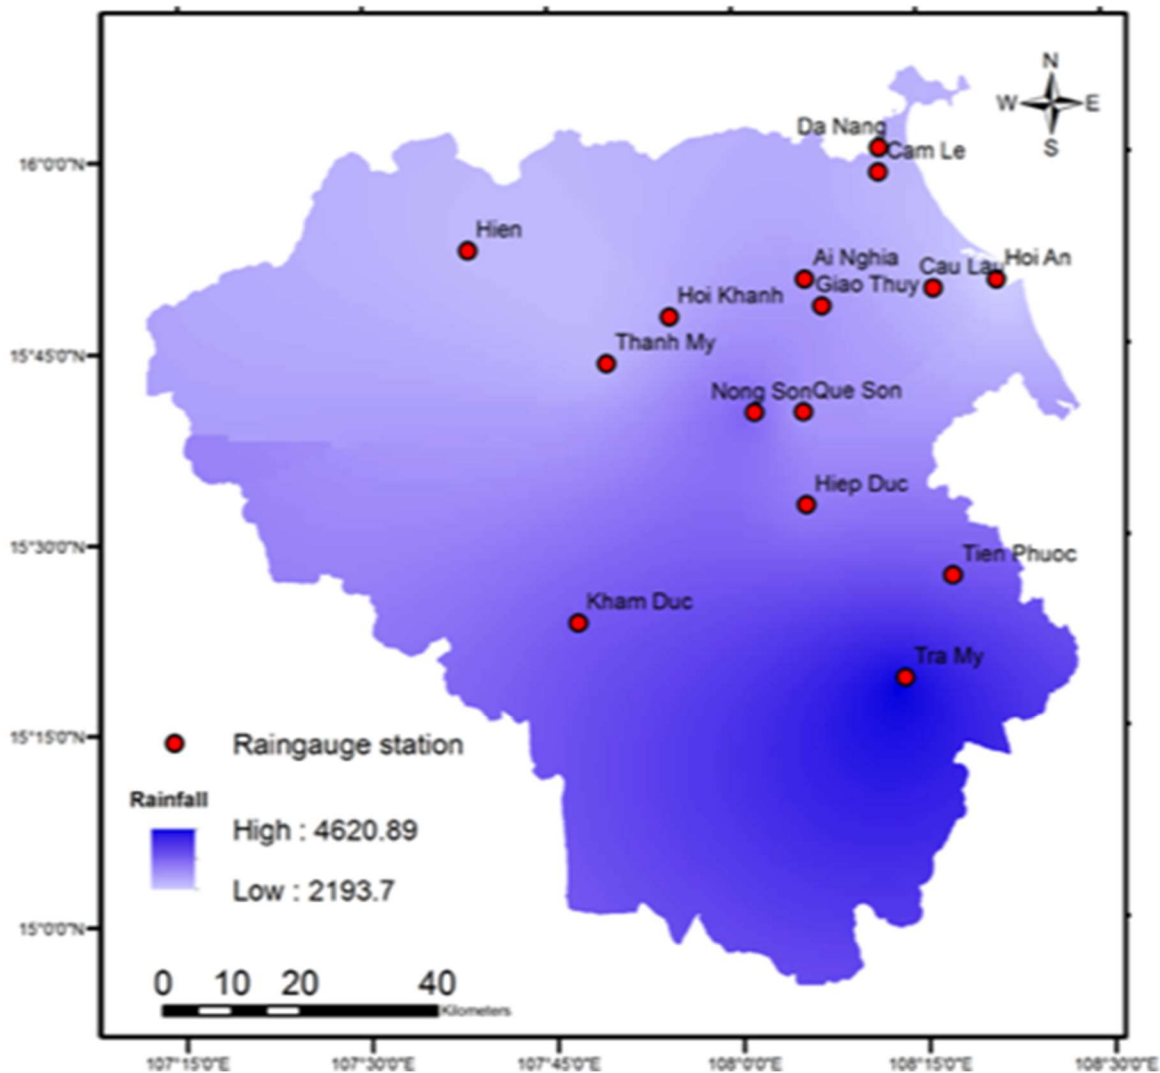 N
W E
S
Da Nang
Cam Le
16°0'0"N
Hien
Ai Nghia
Cau Lau
Hoi An
Giao Thuy
Hoi Khanh
Thanh My
15°45'0"N
Nong Son
Que Son
Hiep Duc
15°30'0"N
Tien Phuoc
Kham Duc
Tra My
15°15'0"N
Raingauge station
Rainfall
High : 4620.89
Low : 2193.7
15°0'0"N
0 10 20 40
Kilometers
107°15'0"E 107°30'0"E 107°45'0"E 108°0'0"E 108°15'0"E 108°30'0"E